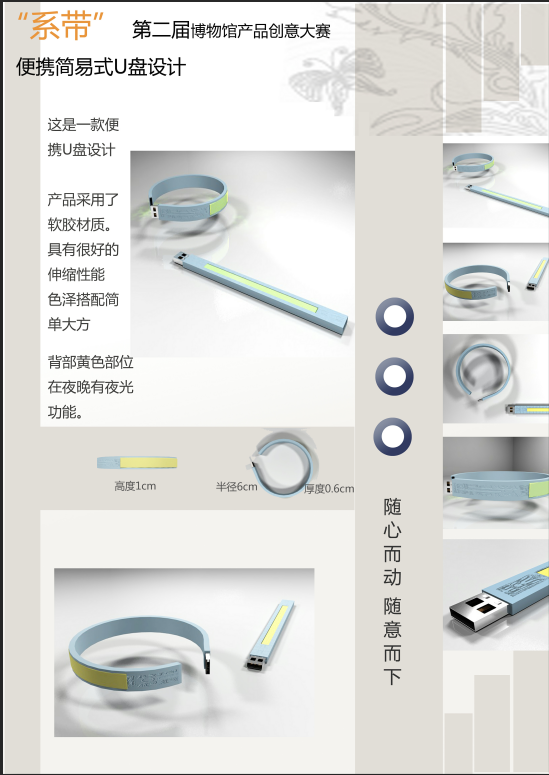 “系带”
第二届博物馆产品创意大赛
便携简易式U盘设计
这是一款便
携U盘设计
产品采用了
软胶材质。
具有很好的
伸缩性能
色泽搭配简
单大方
背部黄色部位
在夜晚有夜光
功能。
高度1cm
半径6cm
厚度0.6cm
随心而动 随意而下